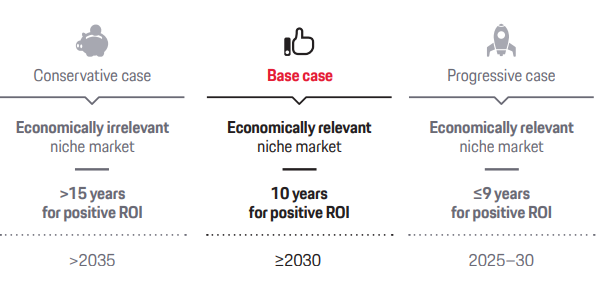 Conservative case
Economically irrelevant
niche market
>15 years
for positive ROI
>2035
Base case
Economically relevant
niche market
10 years
for positive ROI
≥2030
Progressive case
Economically relevant
niche market
≤9 years
for positive ROI
2025–30